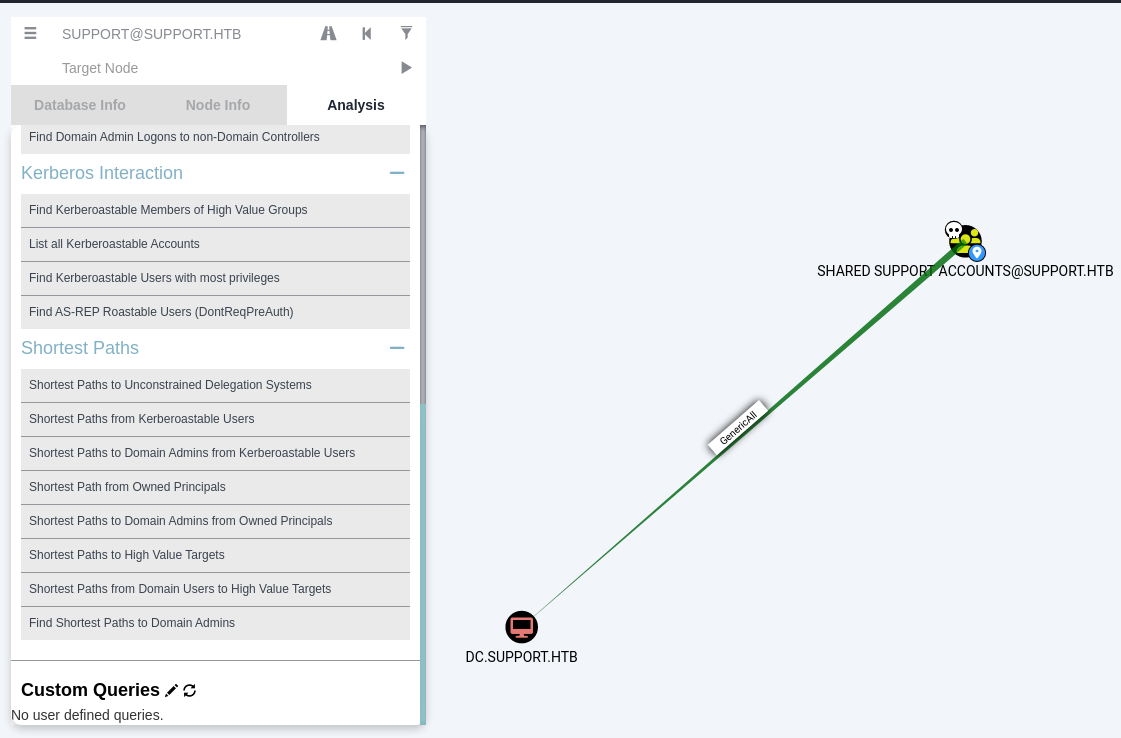 SUPPORT@SUPPORT.HTB
Target Node
Database Info Node Info Analysis
Find Domain Admin Logons to non-Domain Controllers
Kerberos Interaction
Find Kerberoastable Members of High Value Groups
List all Kerberoastable Accounts
Find Kerberoastable Users with most privileges
Find AS-REP Roastable Users (DontReqPreAuth)
Shortest Paths
Shortest Paths to Unconstrained Delegation Systems
Shortest Paths from Kerberoastable Users
Shortest Paths to Domain Admins from Kerberoastable Users
Shortest Path from Owned Principals
Shortest Paths to Domain Admins from Owned Principals
Shortest Paths to High Value Targets
Shortest Paths from Domain Users to High Value Targets
Find Shortest Paths to Domain Admins
Custom Queries
No user defined queries.
SHARED SUPPORT ACCOUNTS@SUPPORT.HTB
GenericAll
DC.SUPPORT.HTB